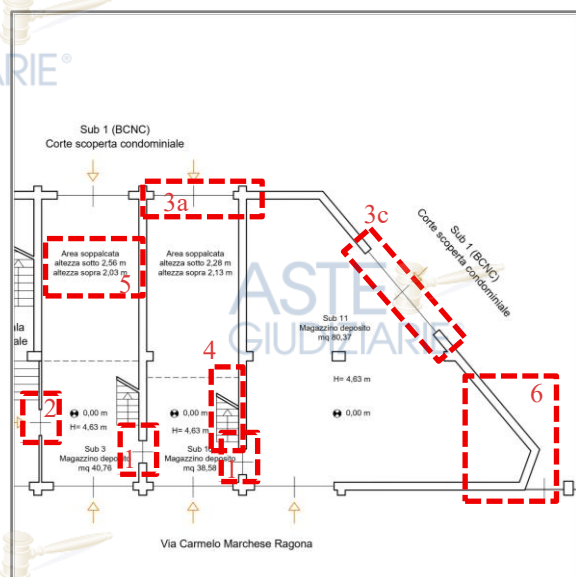 ARIE®
Sub 1 (BCNC)
Corte scoperta condominiale
3a
3c
Sub 1 (BCNC)
Corte scoperta condominiale
Area soppalcata
altezza sotto 2,56 m
altezza sopra 2,03 m
5
Area soppalcata
altezza sotto 2,28 m
altezza sopra 2,13 m
ASTE
GIUDIZIARIE
Sub 11
Magazzino deposito
mq 80,37
ala
ale
4
H= 4,63 m
6
2
0,00 m
H= 4,63 m
0,00 m
H= 4,63 m
0,00 m
1
1
Sub 3
Magazzino deposito
mq 40,76
Sub 1
Magazzino deposito
mq 38,58
Via Carmelo Marchese Ragona